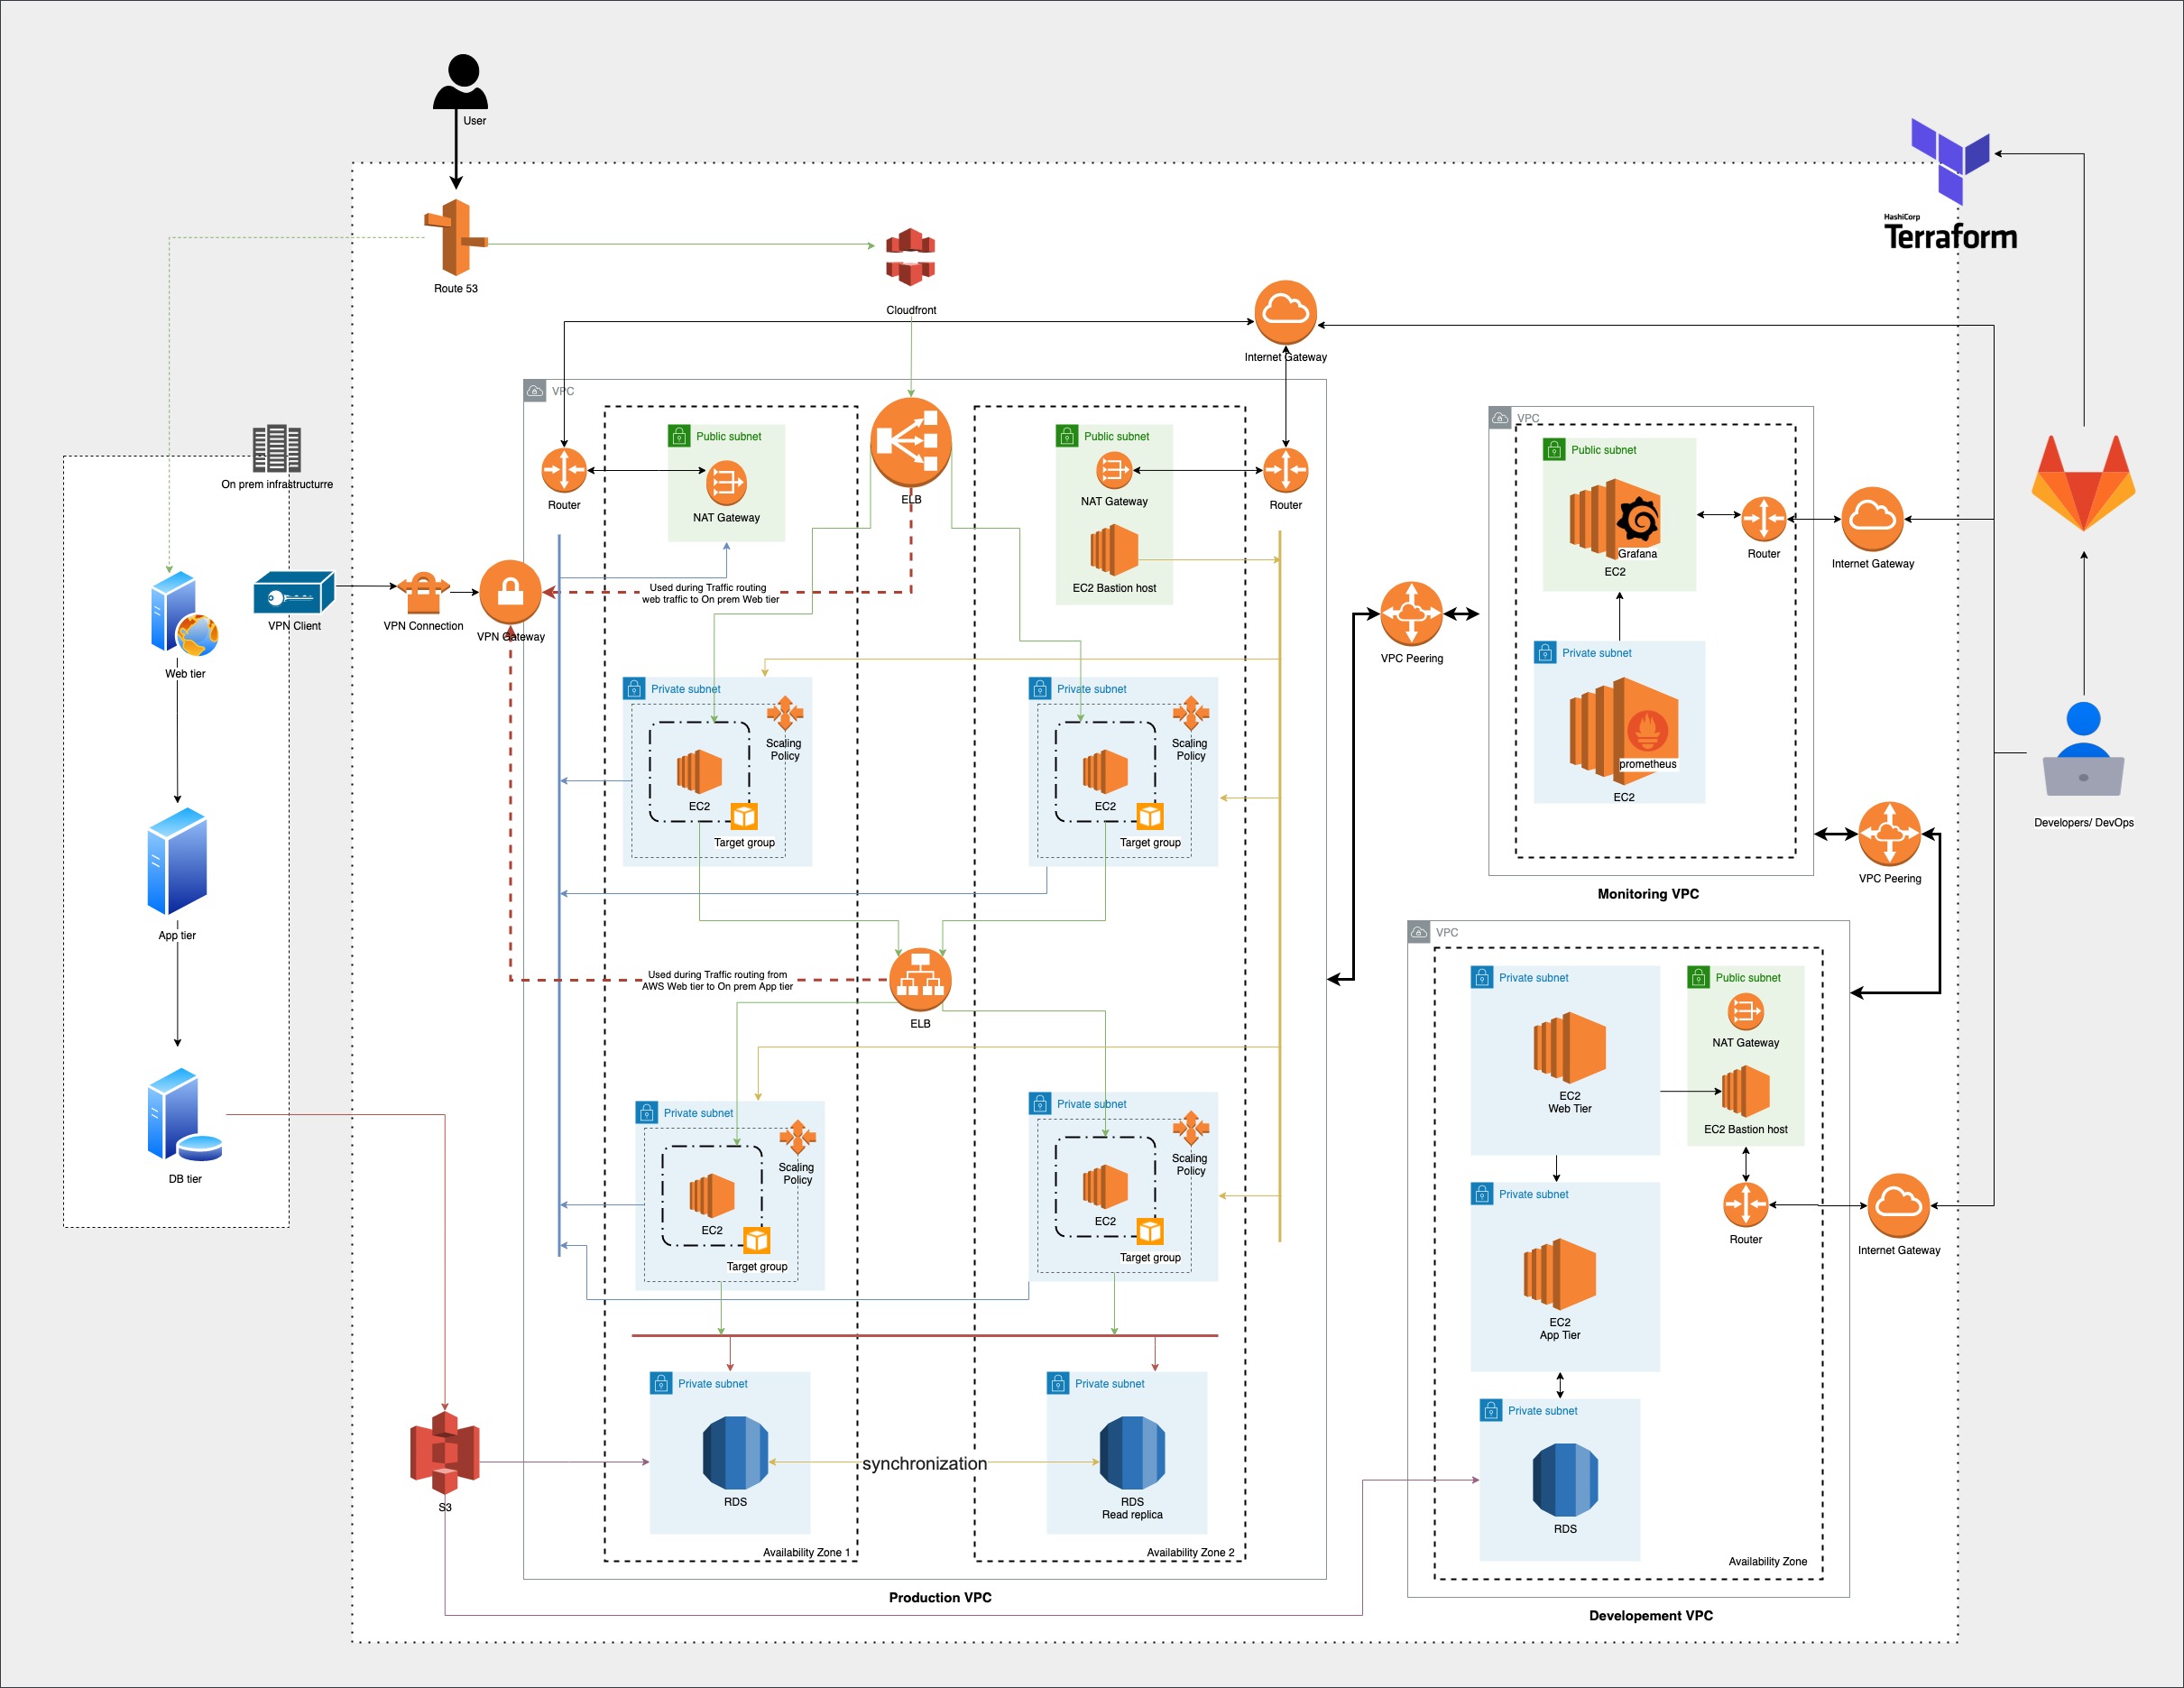 User
HashiCorp
Terraform
Route 53
Cloudfront
Internet Gateway
VPC
Public subnet
NAT Gateway
Router
ELB
Public subnet
NAT Gateway
EC2 Bastion host
Router
On prem infrastructurre
VPN Client
VPN Connection
VPN Gateway
Used during Traffic routing
web traffic to On prem Web tier
Web tier
App tier
DB tier
Private subnet
Scaling
Policy
EC2
Target group
Private subnet
Scaling
Policy
EC2
Target group
Used during Traffic routing from
AWS Web tier to On prem App tier
ELB
Private subnet
Scaling
Policy
EC2
Target group
Private subnet
Scaling
Policy
EC2
Target group
Private subnet
RDS
synchronization
Private subnet
RDS
Read replica
S3
Availability Zone 1
Availability Zone 2
Production VPC
VPC Peering
VPC
Public subnet
Grafana
EC2
Router
Internet Gateway
Private subnet
prometheus
EC2
Monitoring VPC
VPC Peering
Developers/ DevOps
VPC
Private subnet
EC2
Web Tier
Public subnet
NAT Gateway
EC2 Bastion host
Router
Internet Gateway
Private subnet
EC2
App Tier
Private subnet
RDS
Availability Zone
Developement VPC